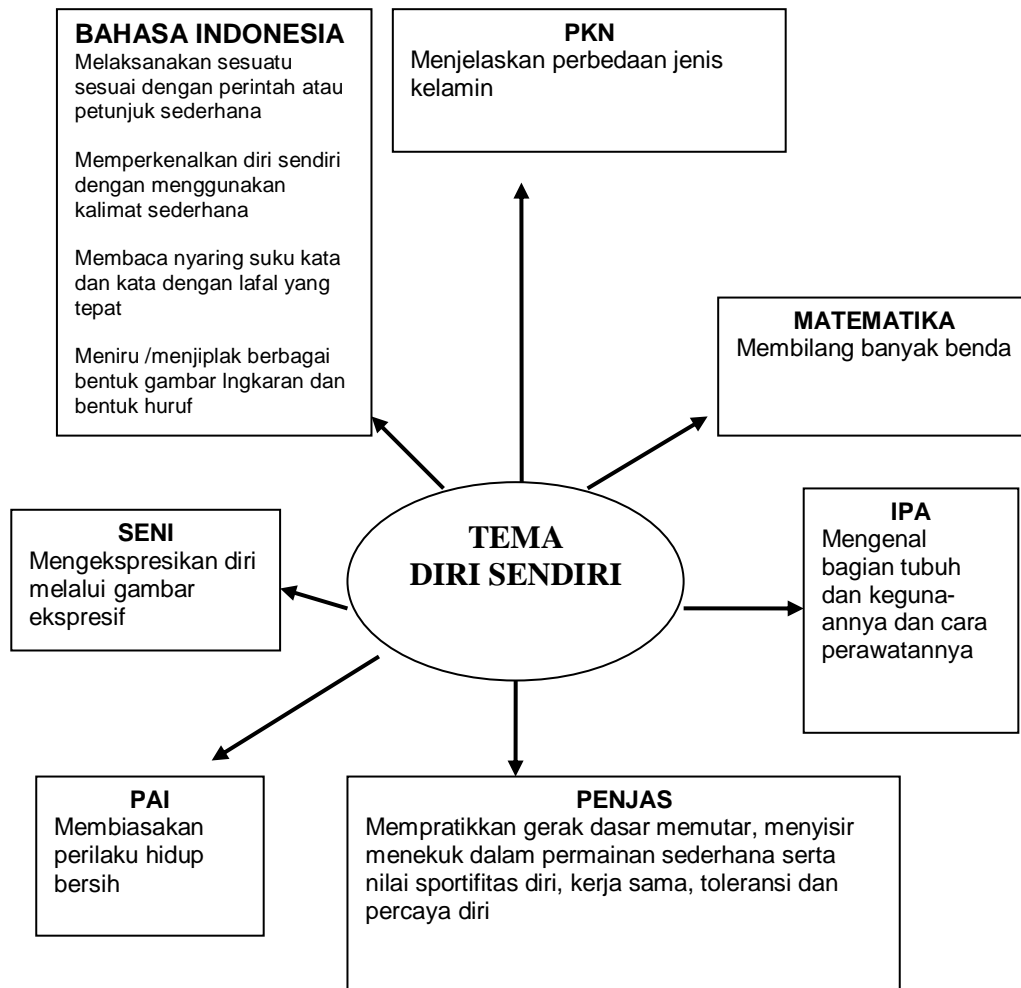 BAHASA INDONESIA
Melaksanakan sesuatu
sesuai dengan perintah atau
petunjuk sederhana
Memperkenalkan diri sendiri
dengan menggunakan
kalimat sederhana
Membaca nyaring suku kata
dan kata dengan lafal yang
tepat
Meniru /menjiplak berbagai
bentuk gambar lngkaran dan
bentuk huruf
PKN
Menjelaskan perbedaan jenis
kelamin
MATEMATIKA
Membilang banyak benda
TEMA
DIRI SENDIRI
SENI
Mengekspresikan diri
melalui gambar
ekspresif
IPA
Mengenal
bagian tubuh
dan keguna-
annya dan cara
perawatannya
PAI
Membiasakan
perilaku hidup
bersih
PENJAS
Mempratikkan gerak dasar memutar, menyisir
menekuk dalam permainan sederhana serta
nilai sportifitas diri, kerja sama, toleransi dan
percaya diri